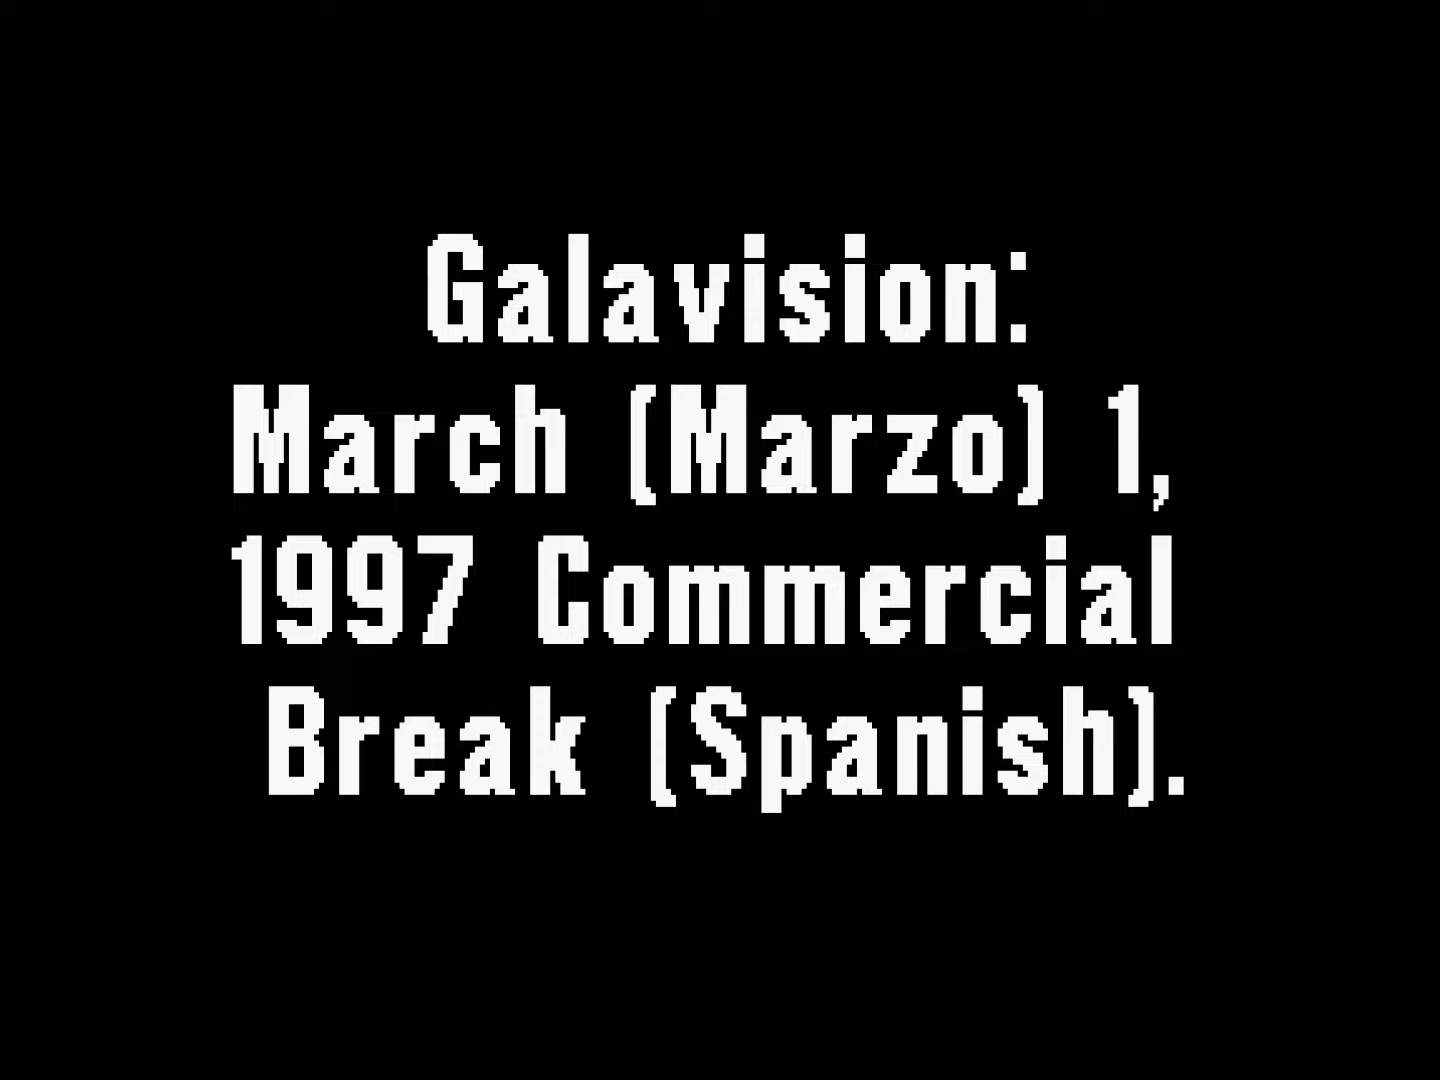 Galavision:
March (Marzo) 1,
1997 Commercial
Break (Spanish).